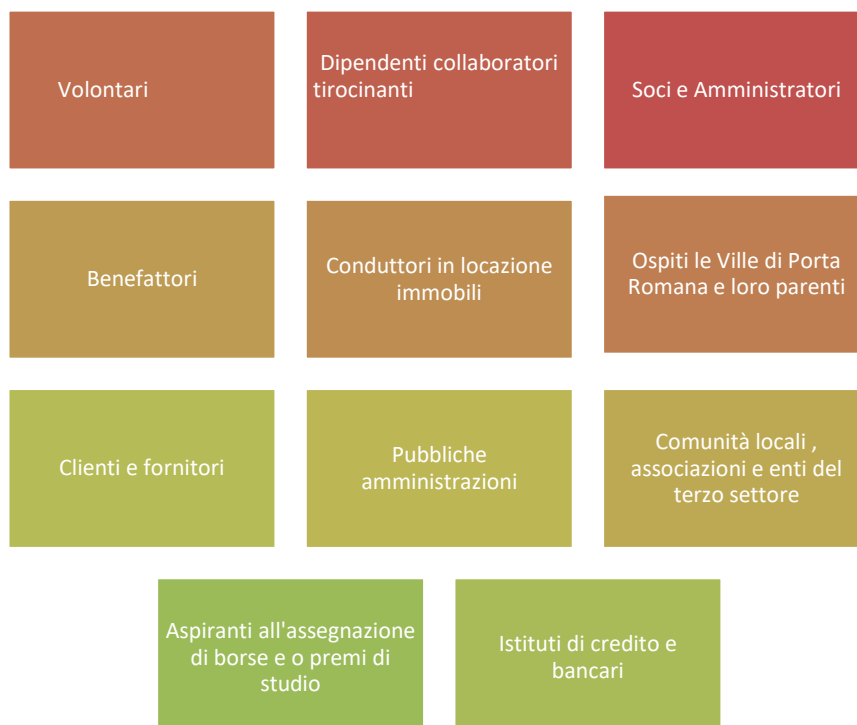 Volontari
Dipendenti collaboratori
tirocinanti
Soci e Amministratori
Benefattori
Conduttori in locazione
immobili
Ospiti le Ville di Porta
Romana e loro parenti
Clienti e fornitori
Pubbliche
amministrazioni
Comunità locali ,
associazioni e enti del
terzo settore
Aspiranti all'assegnazione
di borse e o premi di
studio
Istituti di credito e
bancari